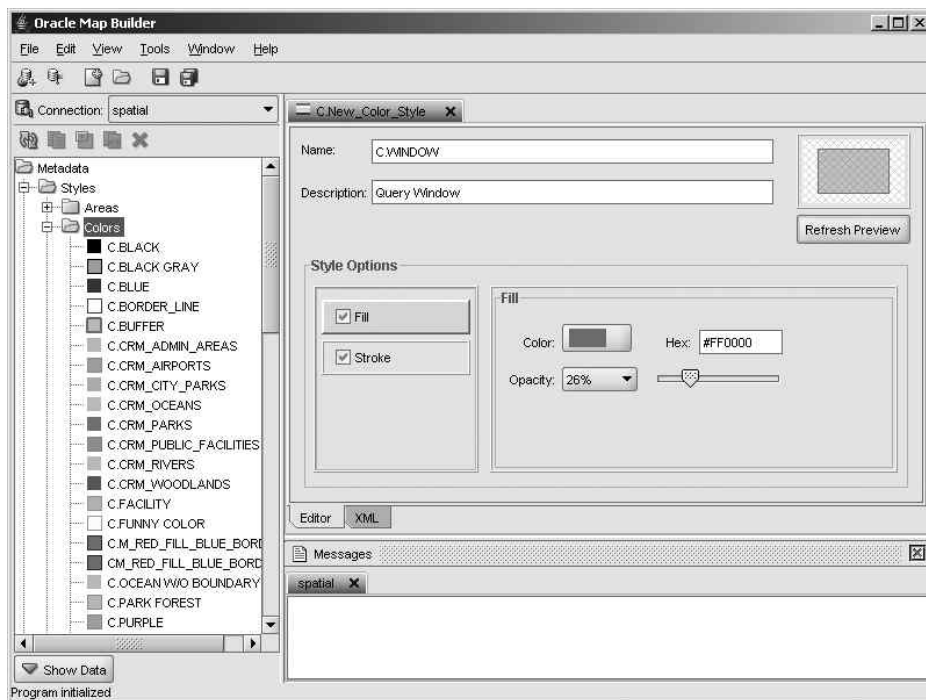 Oracle Map Builder
File Edit View Tools Window Help
Connection: spatial
Metadata
Styles
Areas
Colors
C.BLACK
C.BLACK GRAY
C.BLUE
C.BORDER_LINE
C.BUFFER
C.CRM_ADMIN_AREAS
C.CRM_AIRPORTS
C.CRM_CITY_PARKS
C.CRM_OCEANS
C.CRM_PARKS
C.CRM_PUBLIC_FACILITIES
C.CRM_RIVERS
C.CRM_WOODLANDS
C.FACILITY
C.FUNNY COLOR
C.M_RED_FILL_BLUE_BORD
CM_RED_FILL_BLUE_BORD
C.OCEAN W/O BOUNDARY
C.PARK FOREST
C.PURPLE
Show Data
Program initialized
C.New_Color_Style
Name: C.WINDOW
Description: Query Window
Refresh Preview
Style Options
Fill
Stroke
Fill
Color: Hex: #FF0000
Opacity: 26%
Editor XML
Messages
spatial